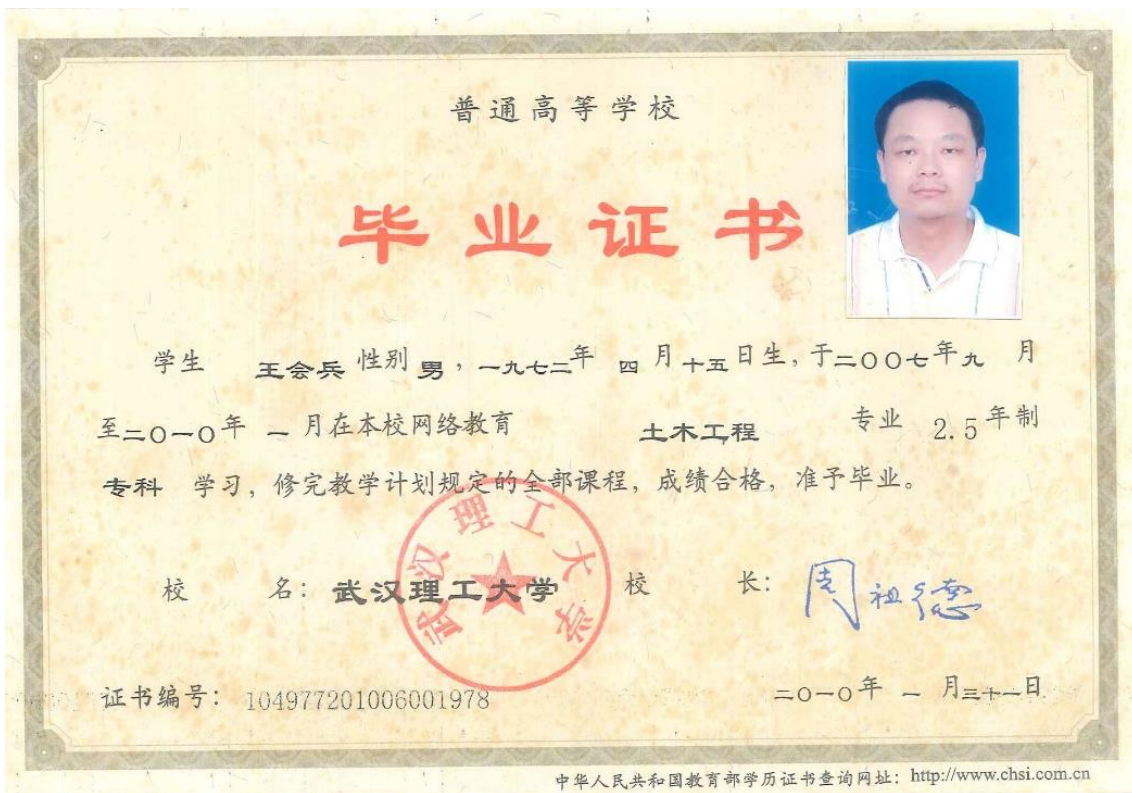 普通高等学校
毕业证书
学生 王会兵 性别 男，一九七二年 四 月十五日生，于二〇〇七年九 月
至二〇一〇年 一 月在本校网络教育 土木工程 专业 2.5年制
专科 学习，修完教学计划规定的全部课程，成绩合格，准予毕业。
校 名：武汉理工大学 校 长：周祖德
武汉理工大学
证书编号：104977201006001978 二〇一〇年 一 月三十一日
中华人民共和国教育部学历证书查询网址：http://www.chsi.com.cn